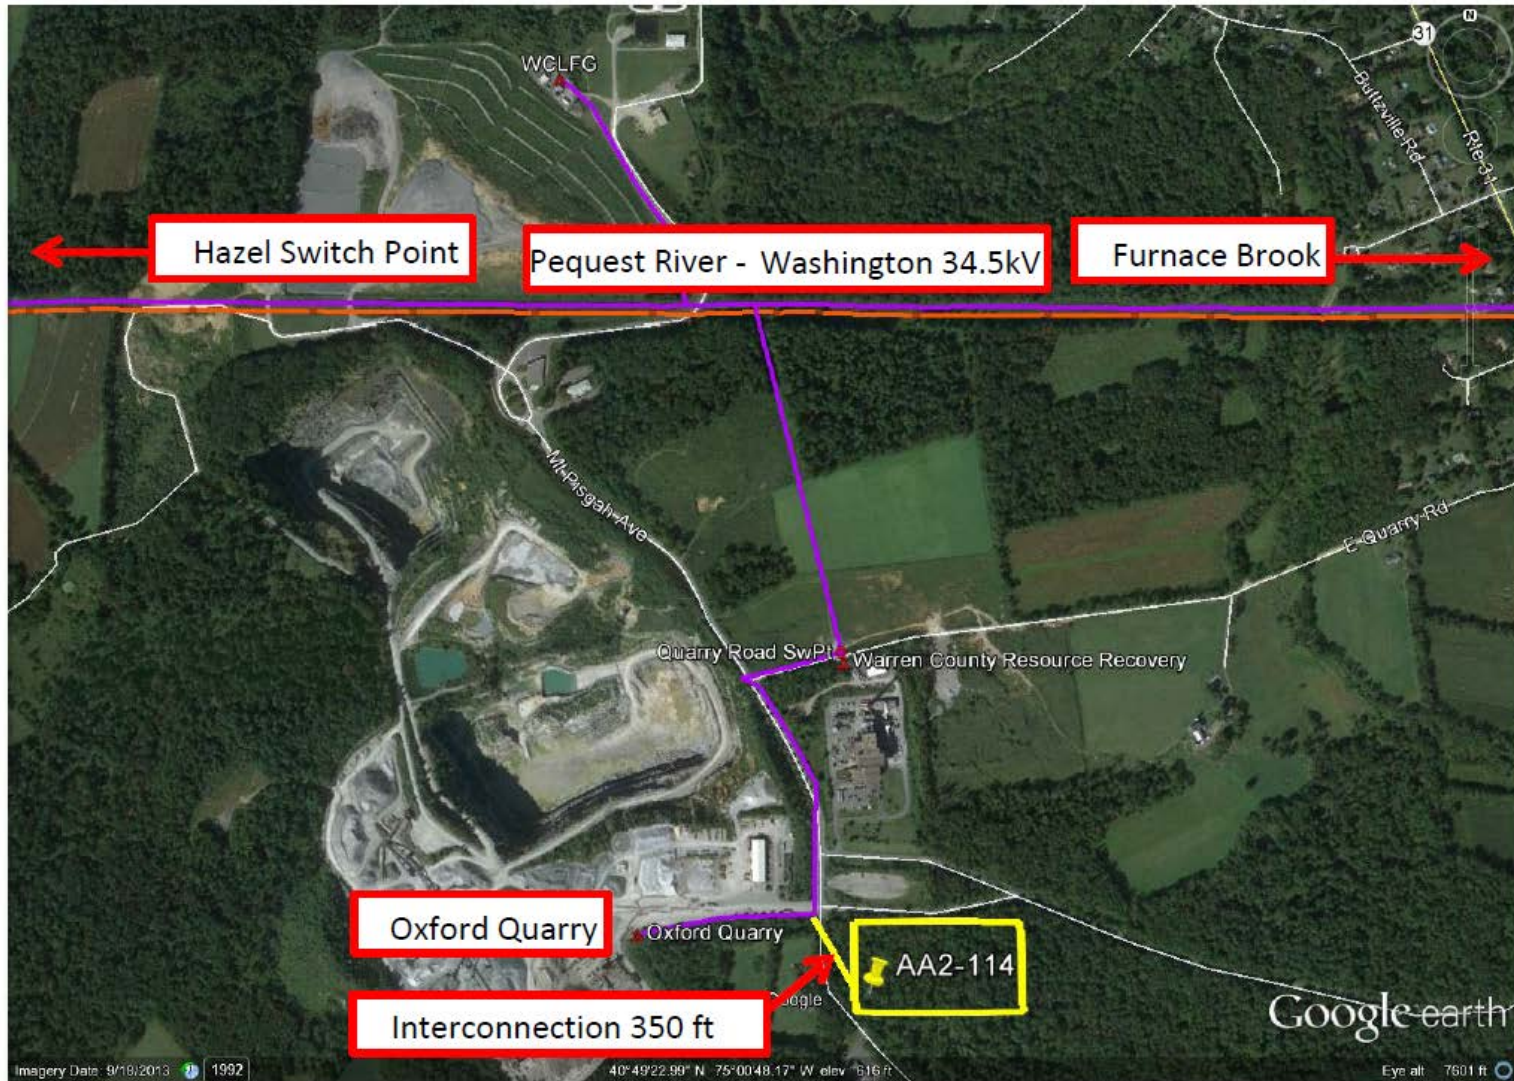 N
31
WCLFG
Buttzville Rd
Rte 31
Hazel Switch Point
Pequest River - Washington 34.5kV
Furnace Brook
Mt Pisgah Ave
E Quarry Rd
Quarry Road SwPt
Warren County Resource Recovery
Oxford Quarry
Oxford Quarry
AA2-114
Interconnection 350 ft
Google earth
Imagery Date: 9/19/2013
1992
40°49'22.99" N 75°00'48.17" W elev 616 ft
Eye alt 7601 ft